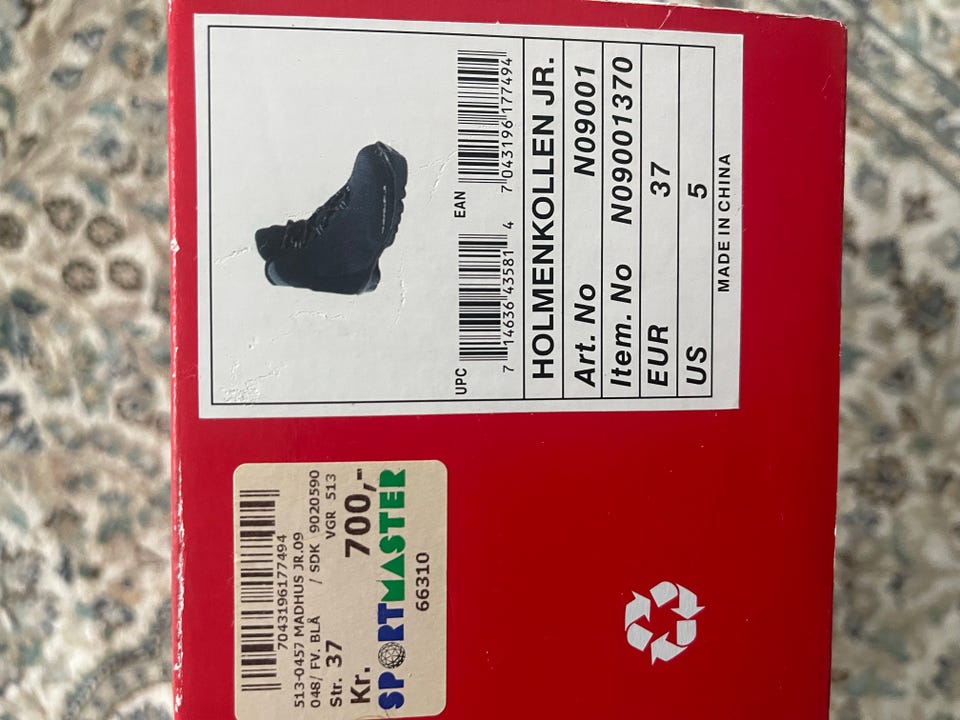 UPC
EAN
7 14636 43581 4
7 043196 177494
HOLMENKOLLEN JR.
Art. No N09001
Item. No N09001370
EUR 37
US 5
MADE IN CHINA
7043196177494
513-0457 MADHUS JR.09
048/ FV. BLÅ / SDK 9020590
VGR 513
Str. 37
Kr. 700,-
SPORTMASTER
66310